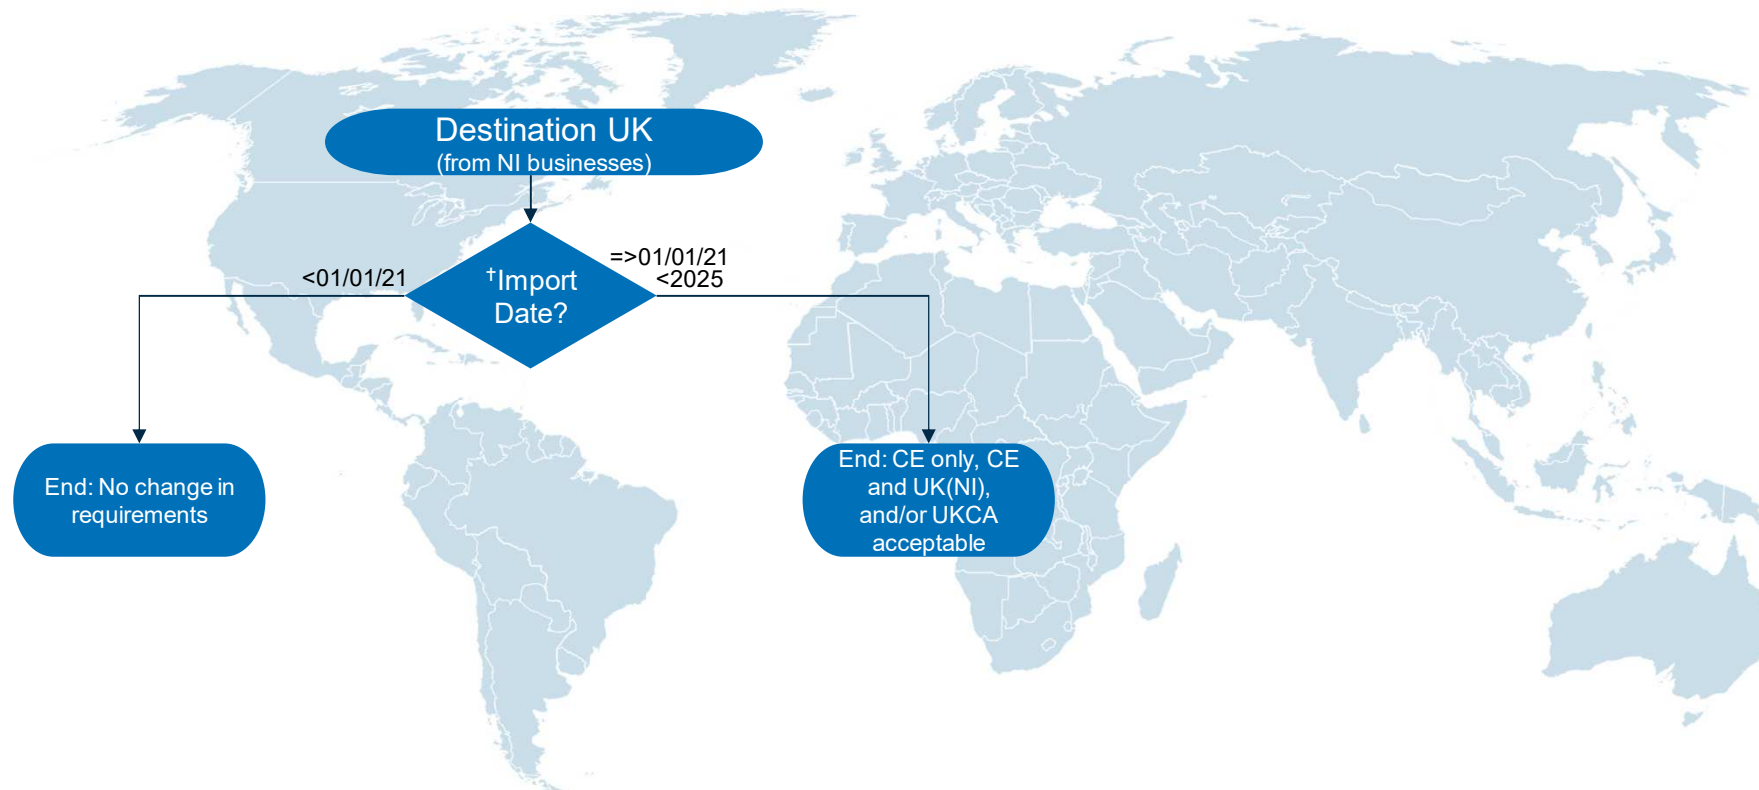 Destination UK
(from NI businesses)
<01/01/21
=>01/01/21
<2025
†Import
Date?
End: No change in
requirements
End: CE only, CE
and UK(NI),
and/or UKCA
acceptable